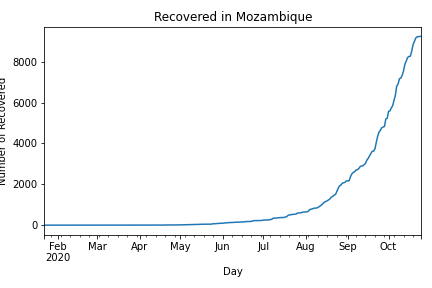 Recovered in Mozambique
Number of Recovered
8000
6000
4000
2000
0
Feb Mar Apr May Jun Jul Aug Sep Oct
2020
Day